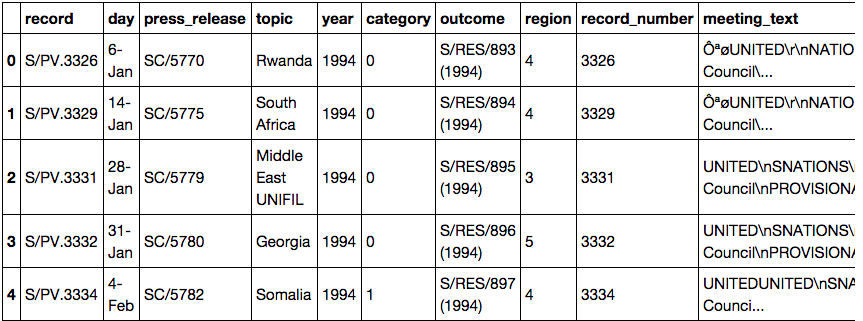 record day press_release topic year category outcome region record_number meeting_text
0 S/PV.3326 6-Jan SC/5770 Rwanda 1994 0 S/RES/893 (1994) 4 3326 ÔªøUNITED\r\nNATIO Council\...
1 S/PV.3329 14-Jan SC/5775 South Africa 1994 0 S/RES/894 (1994) 4 3329 ÔªøUNITED\r\nNATIO Council\...
2 S/PV.3331 28-Jan SC/5779 Middle East UNIFIL 1994 0 S/RES/895 (1994) 3 3331 UNITED\nSNATIONS\ Council\nPROVISIONA
3 S/PV.3332 31-Jan SC/5780 Georgia 1994 0 S/RES/896 (1994) 5 3332 UNITED\nSNATIONS\ Council\nPROVISIONA
4 S/PV.3334 4-Feb SC/5782 Somalia 1994 1 S/RES/897 (1994) 4 3334 UNITEDUNITED\nSNA Counci...